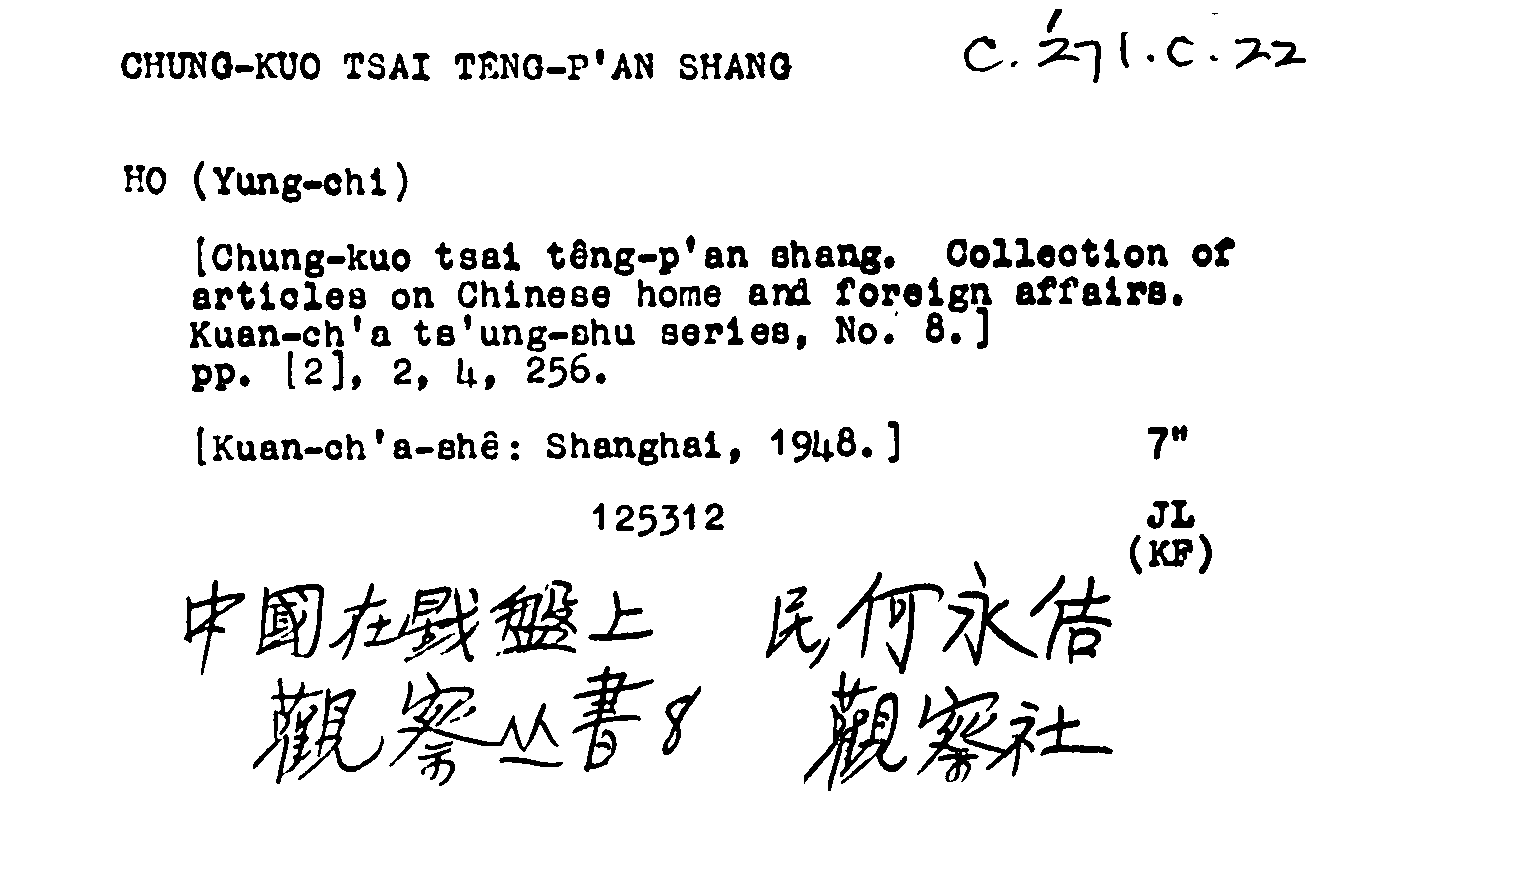 CHUNG-KUO TSAI TÊNG-P'AN SHANG C. 271.c.22
HO (Yung-chi)
[Chung-kuo tsai têng-p'an shang. Collection of
articles on Chinese home and foreign affairs.
Kuan-ch'a ts'ung-shu series, No. 8.]
pp. [2], 2, 4, 256.
[Kuan-ch'a-shê: Shanghai, 1948.] 7"
125312 JL
(KF)
中國在戥盤上 民,何永佶
觀察丛書8 觀察社